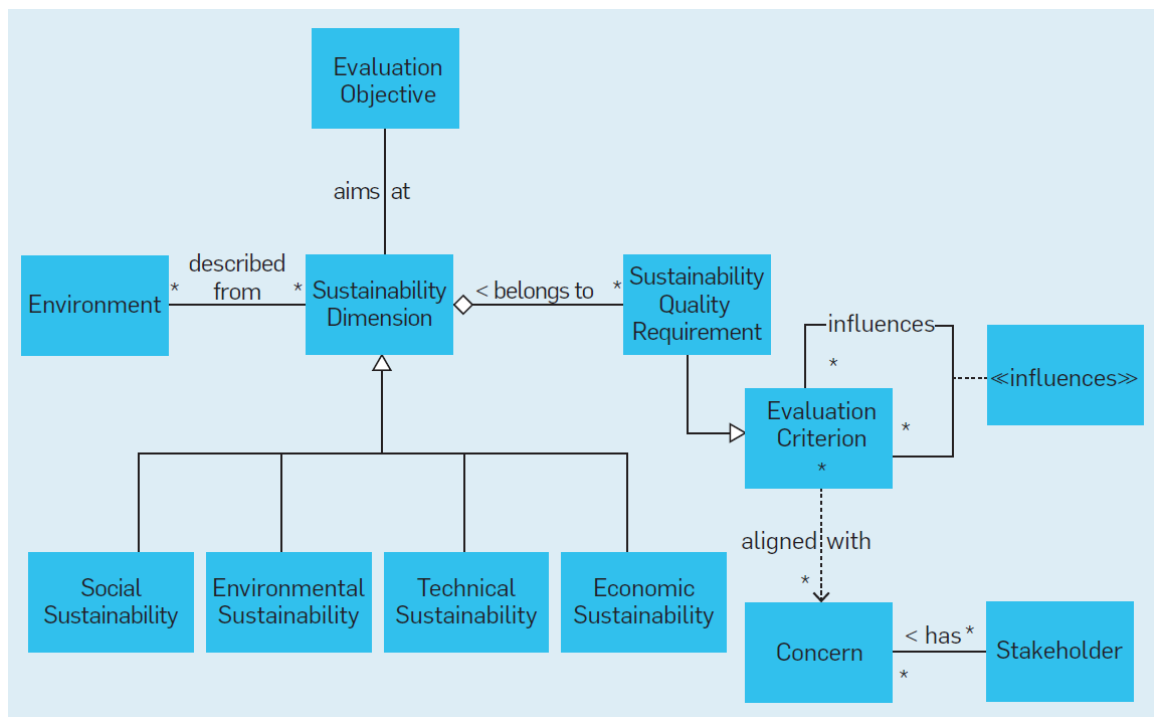 Evaluation
Objective
aims at
Environment
*
described
from
*
Sustainability
Dimension
< belongs to
*
Sustainability
Quality
Requirement
influences
*
≪influences≫
Evaluation
Criterion
*
*
aligned with
*
Social
Sustainability
Environmental
Sustainability
Technical
Sustainability
Economic
Sustainability
Concern
< has *
*
Stakeholder